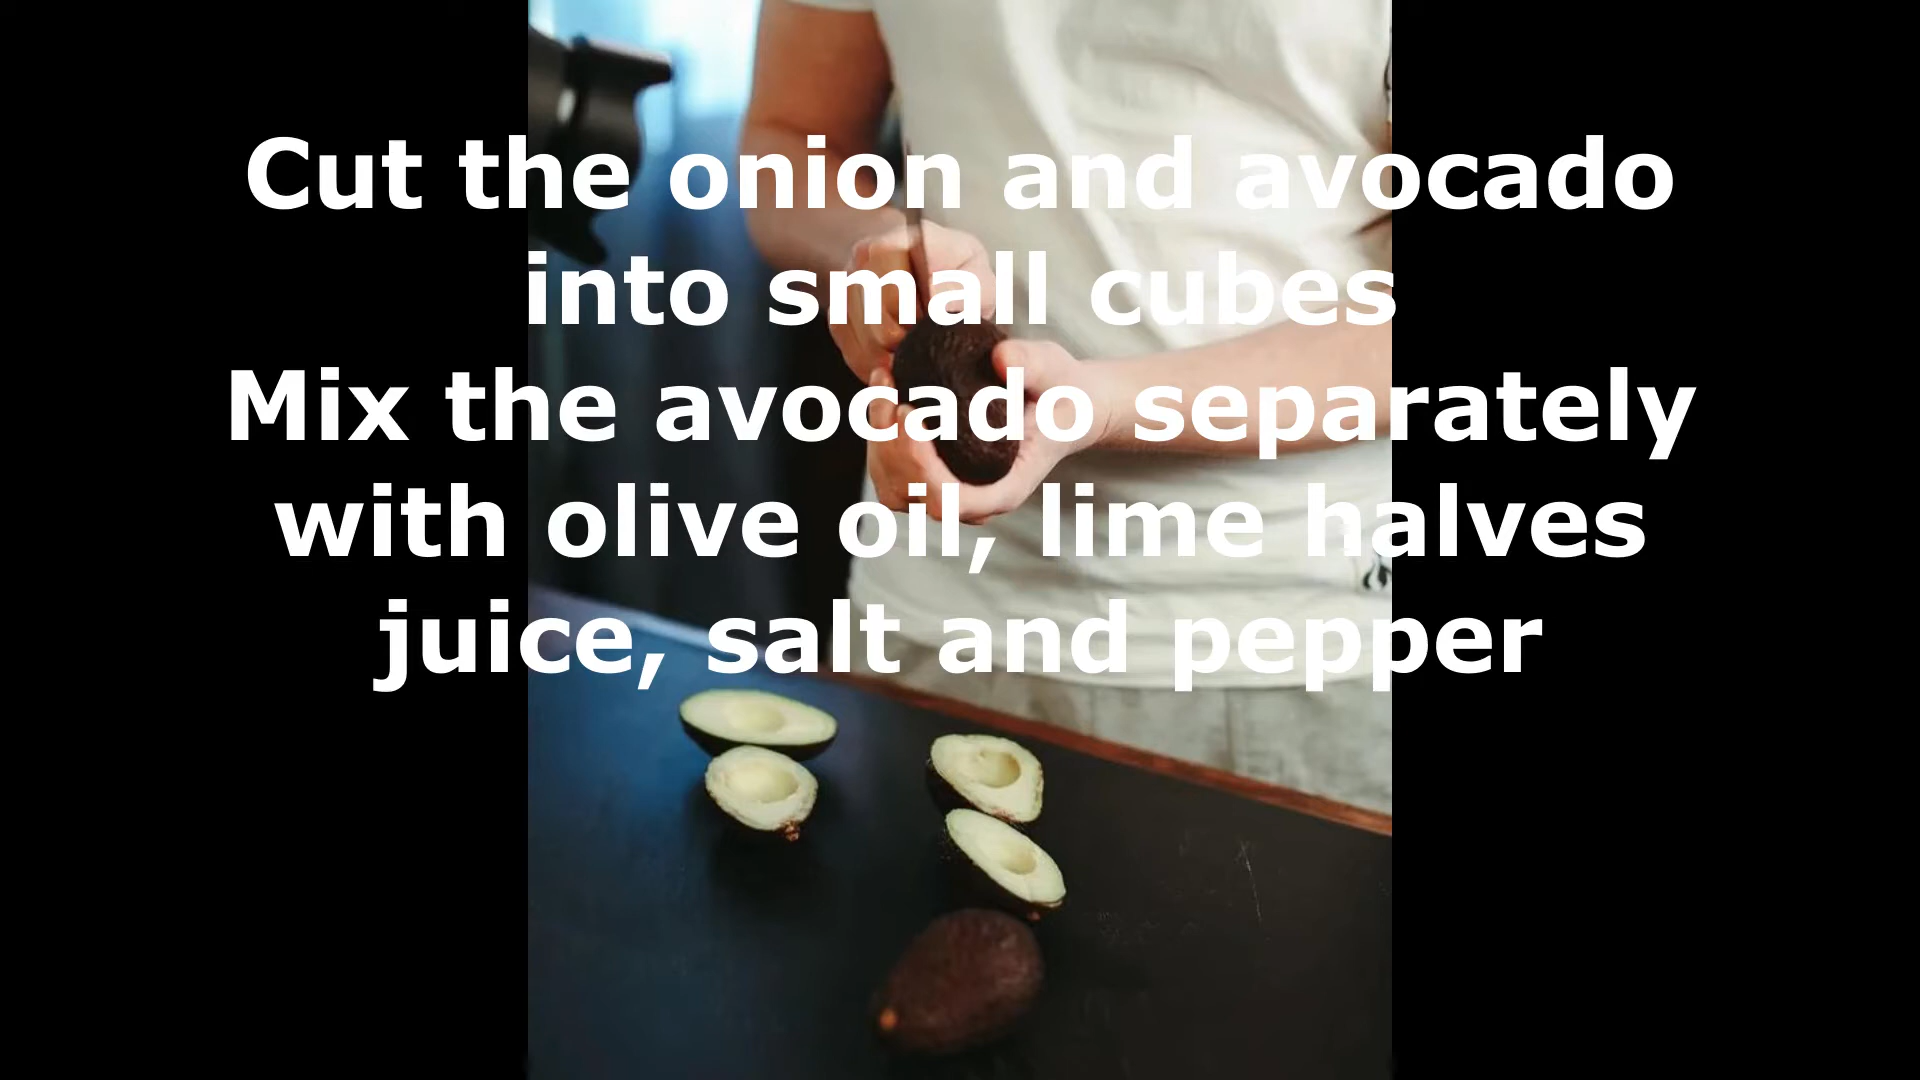 Cut the onion and avocado
into small cubes
Mix the avocado separately
with olive oil, lime halves
juice, salt and pepper